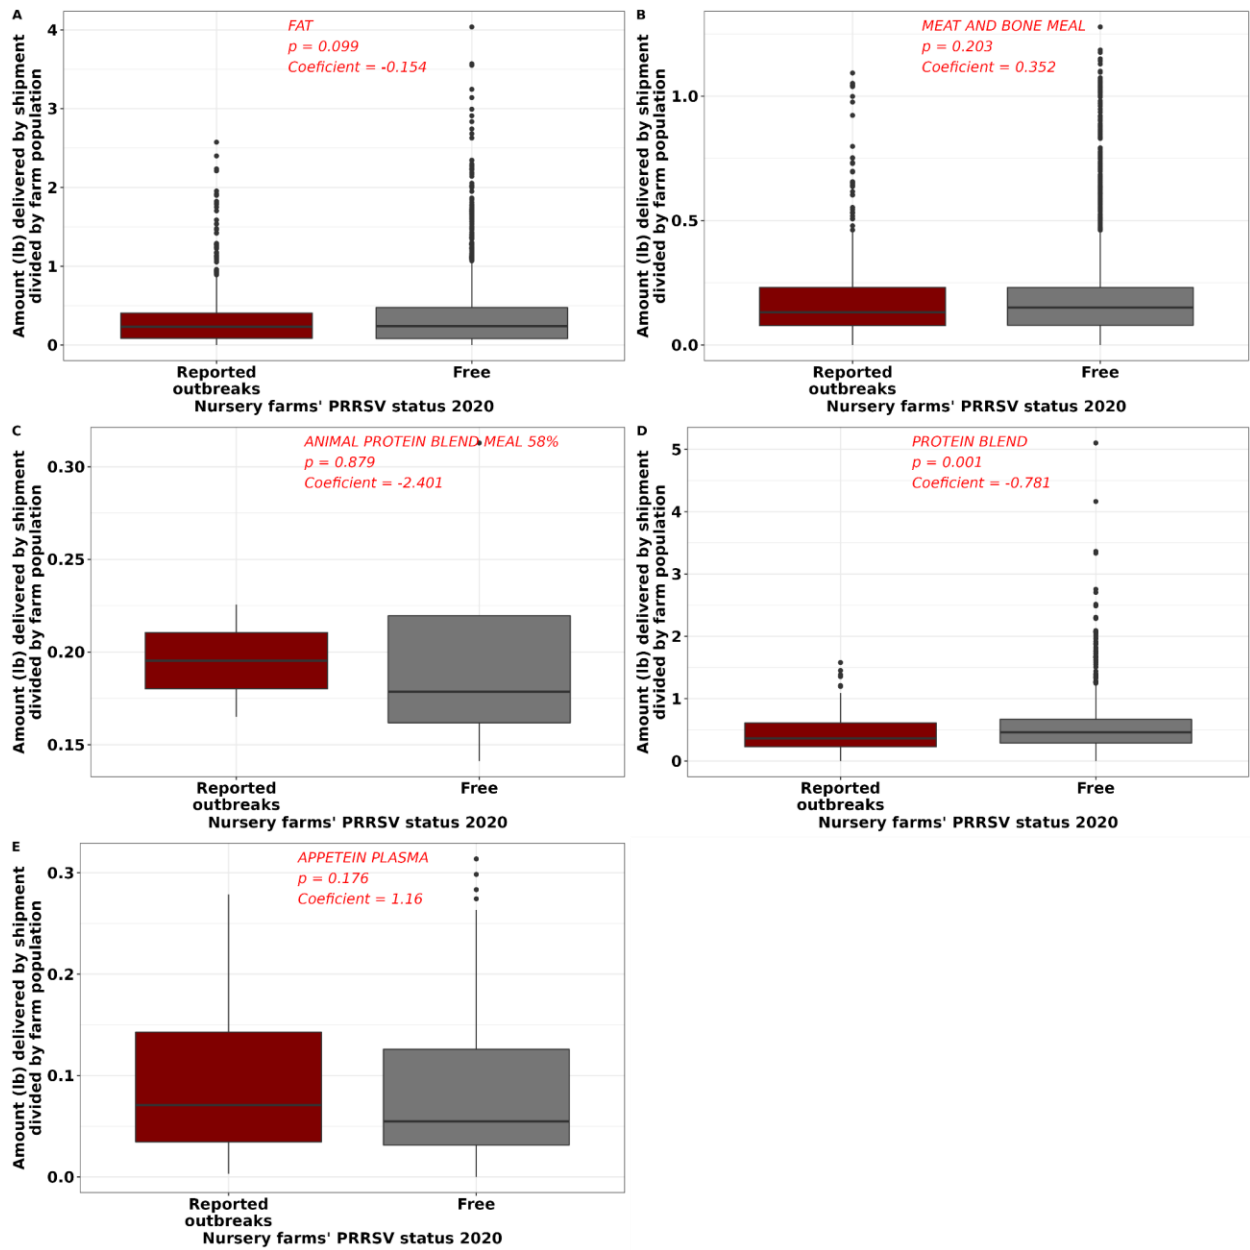 A
FAT
p = 0.099
Coeficient = -0.154
Amount (lb) delivered by shipment
divided by farm population
4
3
2
1
0
Reported
outbreaks
Free
Nursery farms' PRRSV status 2020
B
MEAT AND BONE MEAL
p = 0.203
Coeficient = 0.352
Amount (lb) delivered by shipment
divided by farm population
1.0
0.5
0.0
Reported
outbreaks
Free
Nursery farms' PRRSV status 2020
C
ANIMAL PROTEIN BLEND MEAL 58%
p = 0.879
Coeficient = -2.401
Amount (lb) delivered by shipment
divided by farm population
0.30
0.25
0.20
0.15
Reported
outbreaks
Free
Nursery farms' PRRSV status 2020
D
PROTEIN BLEND
p = 0.001
Coeficient = -0.781
Amount (lb) delivered by shipment
divided by farm population
5
4
3
2
1
0
Reported
outbreaks
Free
Nursery farms' PRRSV status 2020
E
APPETEIN PLASMA
p = 0.176
Coeficient = 1.16
Amount (lb) delivered by shipment
divided by farm population
0.3
0.2
0.1
0.0
Reported
outbreaks
Free
Nursery farms' PRRSV status 2020